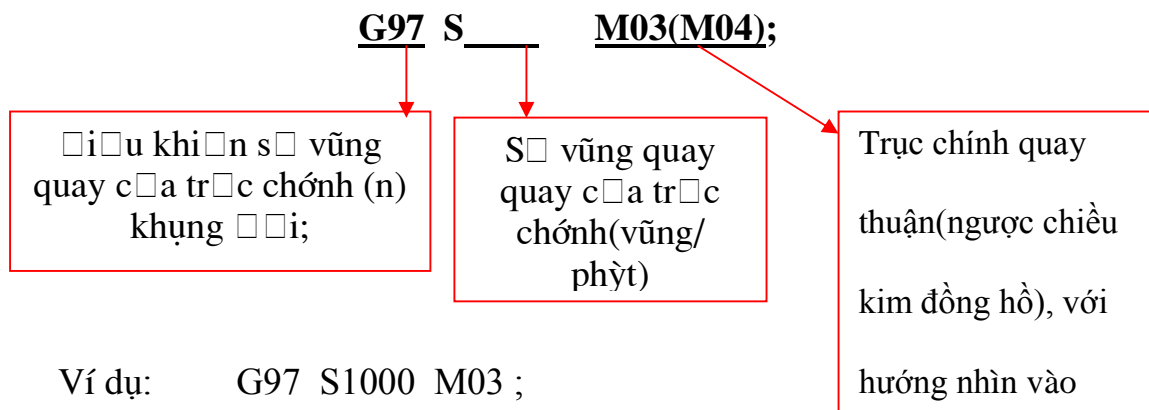 G97 S____ M03(M04);
□i□u khi□n s□ vũng
quay c□a tr□c chớnh (n)
khụng □□i;
S□ vũng quay
quay c□a tr□c
chớnh(vũng/
phỳt)
Trục chính quay
thuận(ngược chiều
kim đồng hồ), với
hướng nhìn vào
Ví dụ: G97 S1000 M03 ;